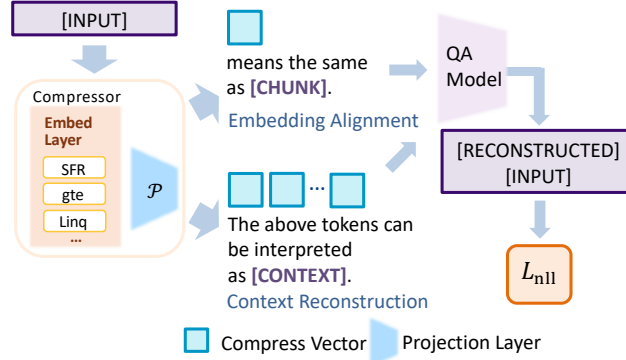 [INPUT]
Compressor
Embed
Layer
SFR
gte
Linq
...
𝒫
means the same
as [CHUNK].
Embedding Alignment
...
The above tokens can
be interpreted
as [CONTEXT].
Context Reconstruction
QA
Model
[RECONSTRUCTED]
[INPUT]
L_nll
Compress Vector
Projection Layer